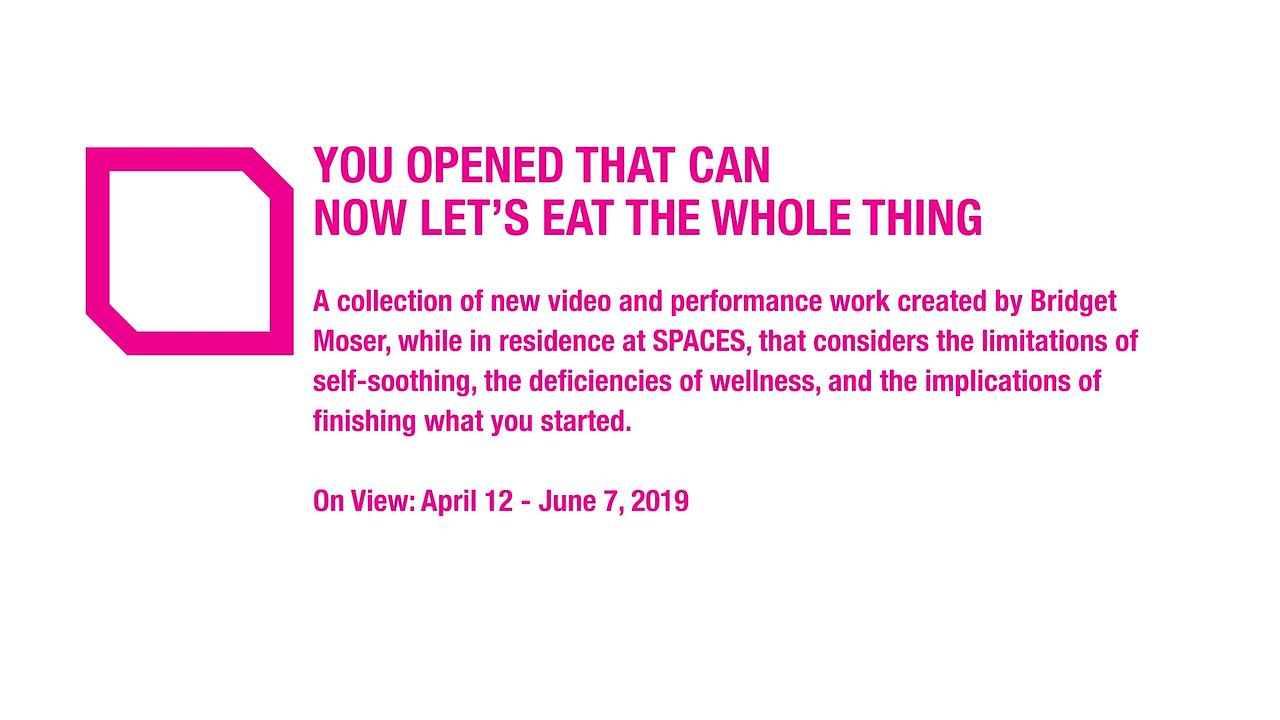 YOU OPENED THAT CAN
NOW LET’S EAT THE WHOLE THING
A collection of new video and performance work created by Bridget
Moser, while in residence at SPACES, that considers the limitations of
self-soothing, the deficiencies of wellness, and the implications of
finishing what you started.
On View: April 12 - June 7, 2019